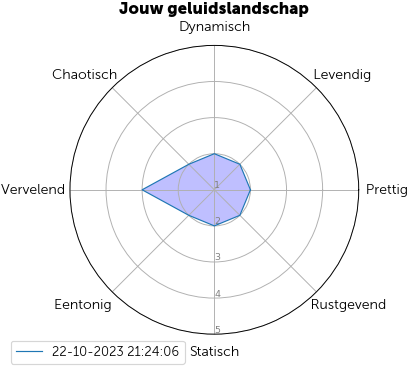 Jouw geluidslandschap
Dynamisch
Chaotisch
Levendig
Vervelend
1
Prettig
2
3
4
Eentonig
Rustgevend
5
22-10-2023 21:24:06
Statisch